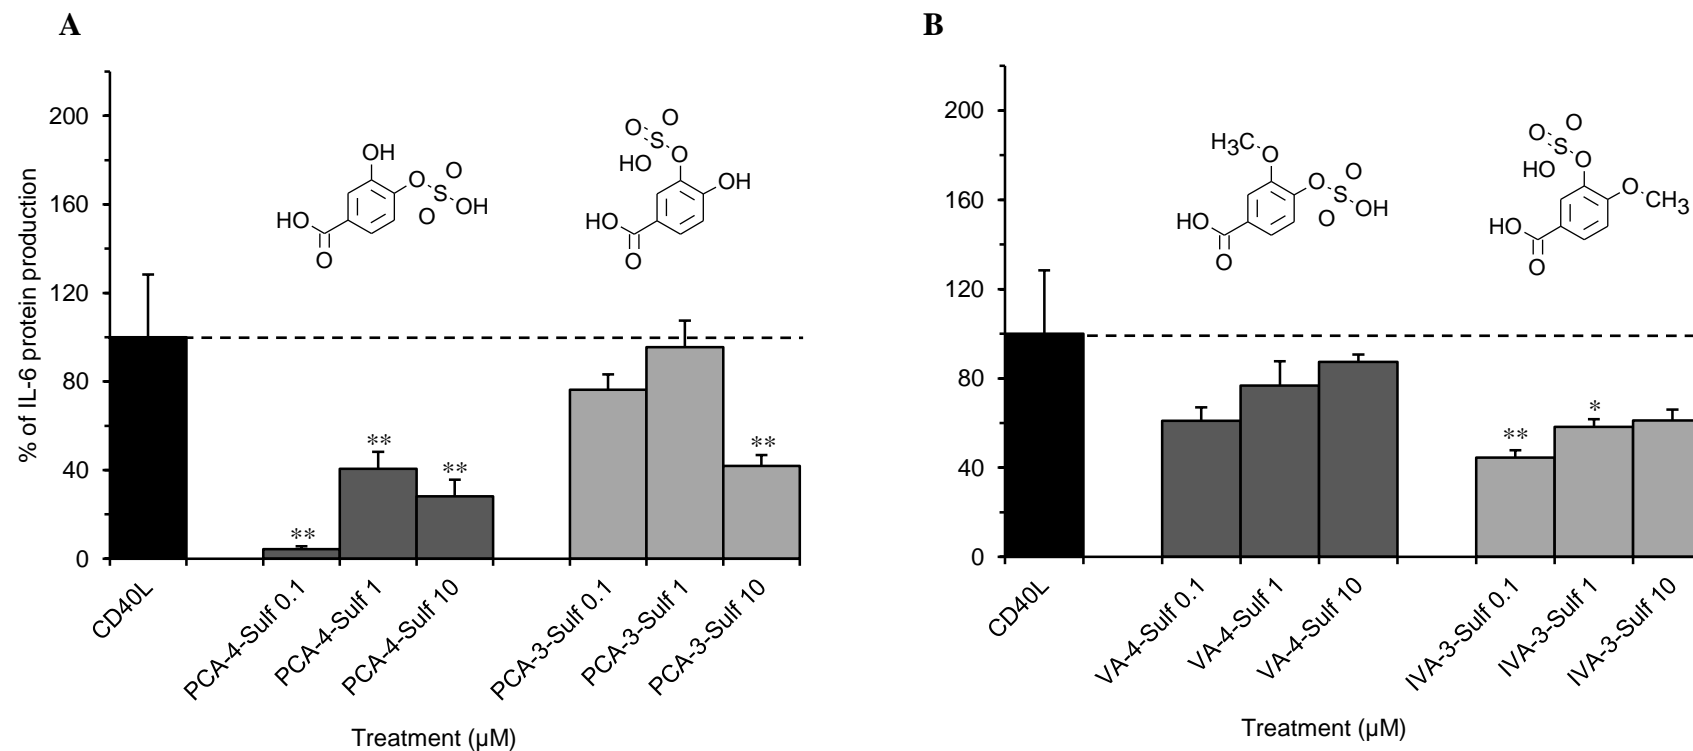 A
% of IL-6 protein production
200
160
120
80
40
0
OH
O
O
S
O
OH
HO
O
O
O
S
HO
O
OH
HO
O
**
**
**
**
CD40L
PCA-4-Sulf 0.1
PCA-4-Sulf 1
PCA-4-Sulf 10
PCA-3-Sulf 0.1
PCA-3-Sulf 1
PCA-3-Sulf 10
Treatment (µM)
B
200
160
120
80
40
0
H3C
O
O
O
S
O
OH
HO
O
O
O
S
HO
O
O
CH3
HO
O
**
*
CD40L
VA-4-Sulf 0.1
VA-4-Sulf 1
VA-4-Sulf 10
IVA-3-Sulf 0.1
IVA-3-Sulf 1
IVA-3-Sulf 10
Treatment (µM)